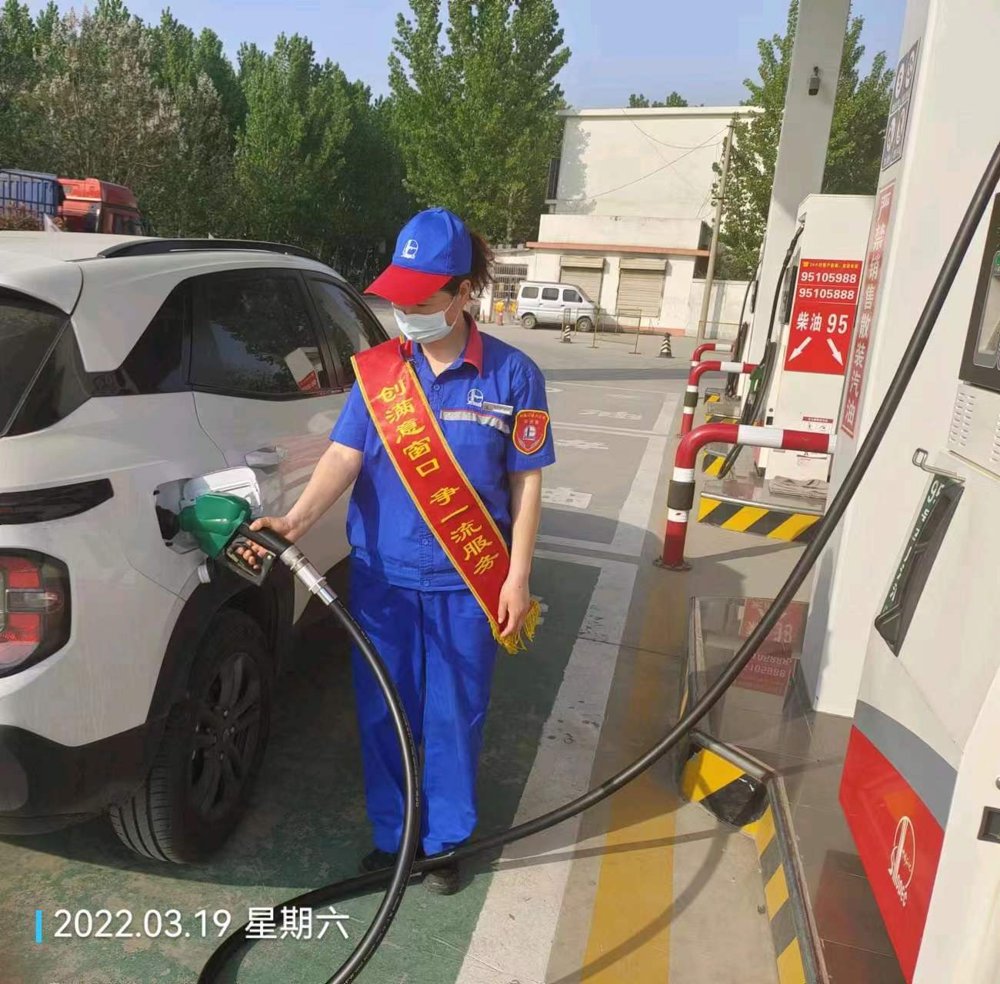 95105988
95105888
柴油 95
严禁销售散装汽油
创满意窗口 争一流服务
Sinopec
2022.03.19 星期六